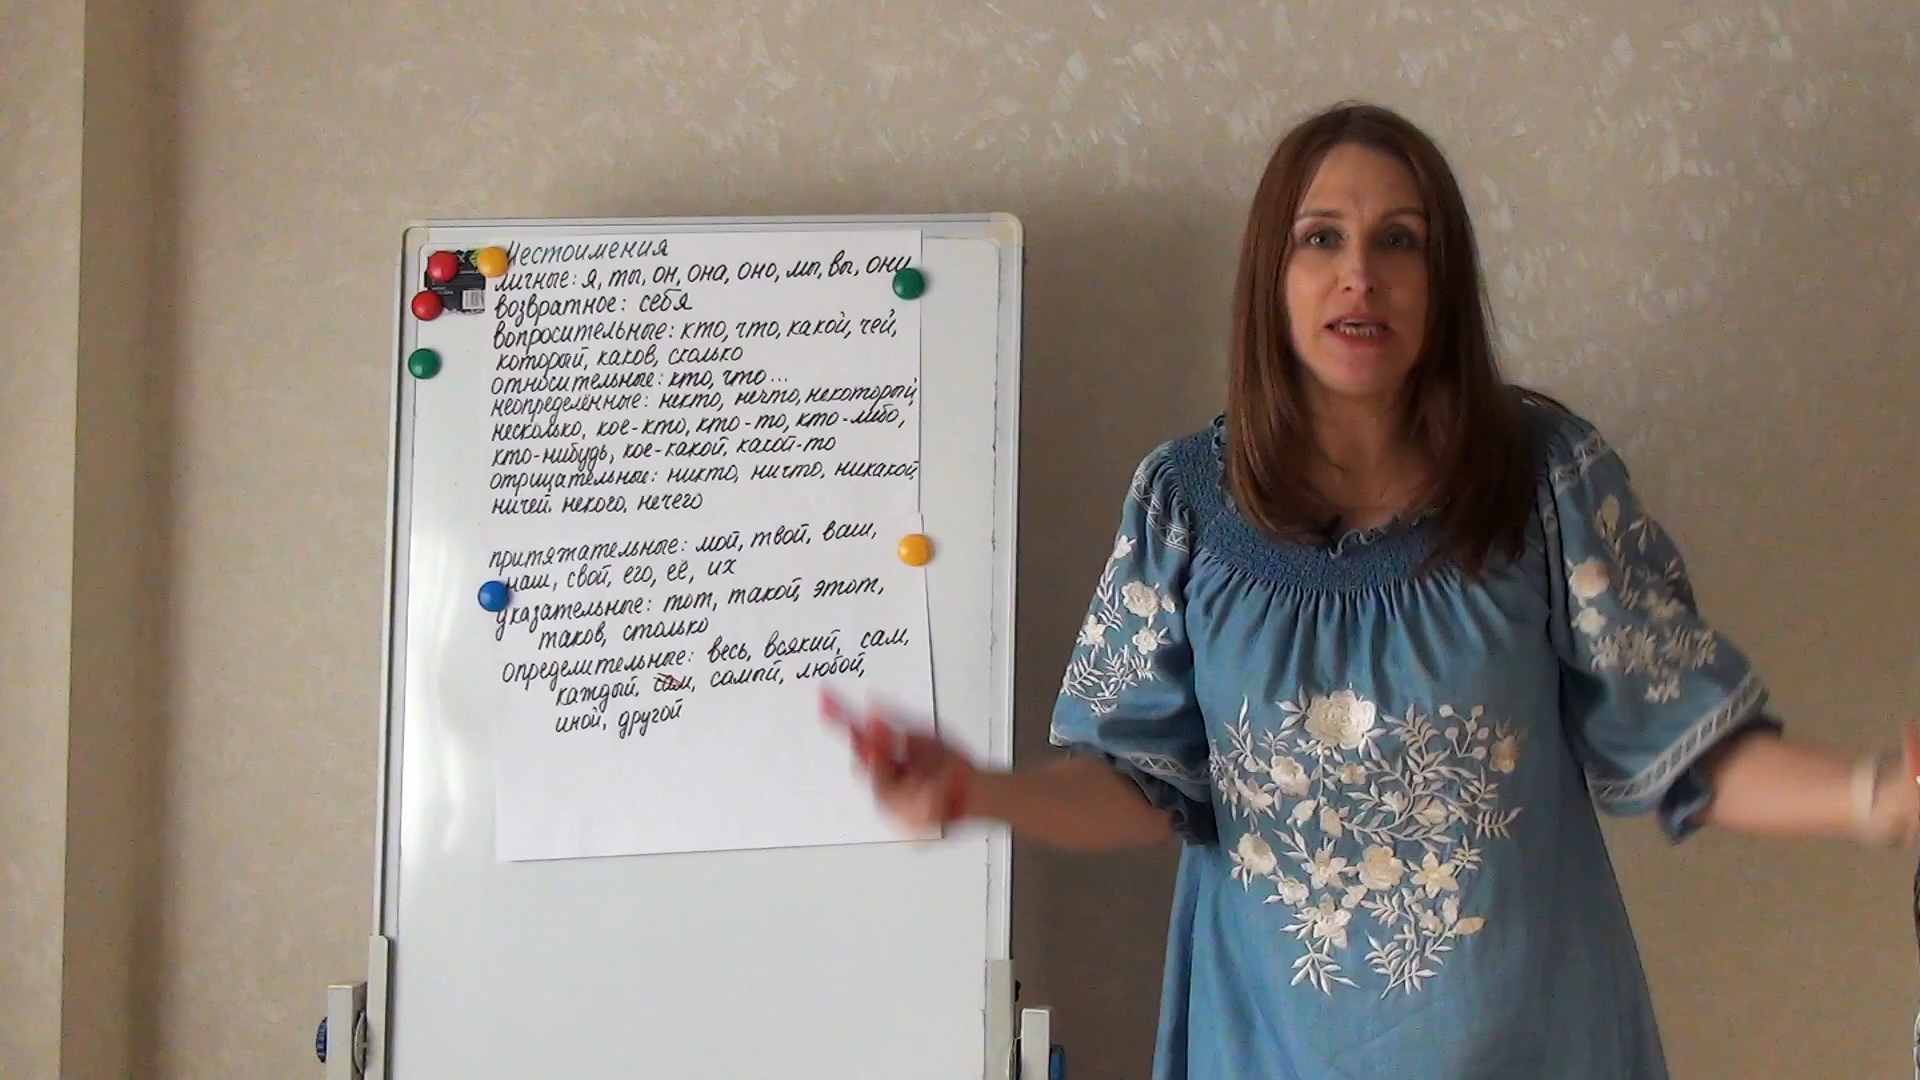 Местоимения
личные: я, ты, он, она, оно, мы, вы, они
возвратное: себя
вопросительные: кто, что, какой, чей,
который, каков, сколько
относительные: кто, что...
неопределённые: некто, нечто, некоторый,
несколько, кое-кто, кто-то, кто-либо,
кто-нибудь, кое-какой, какой-то
отрицательные: никто, ничто, никакой,
ничей, некого, нечего
притяжательные: мой, твой, ваш,
наш, свой, его, её, их
указательные: тот, такой, этот,
таков, столько
определительные: весь, всякий, сам,
каждый, сам, самый, любой,
иной, другой